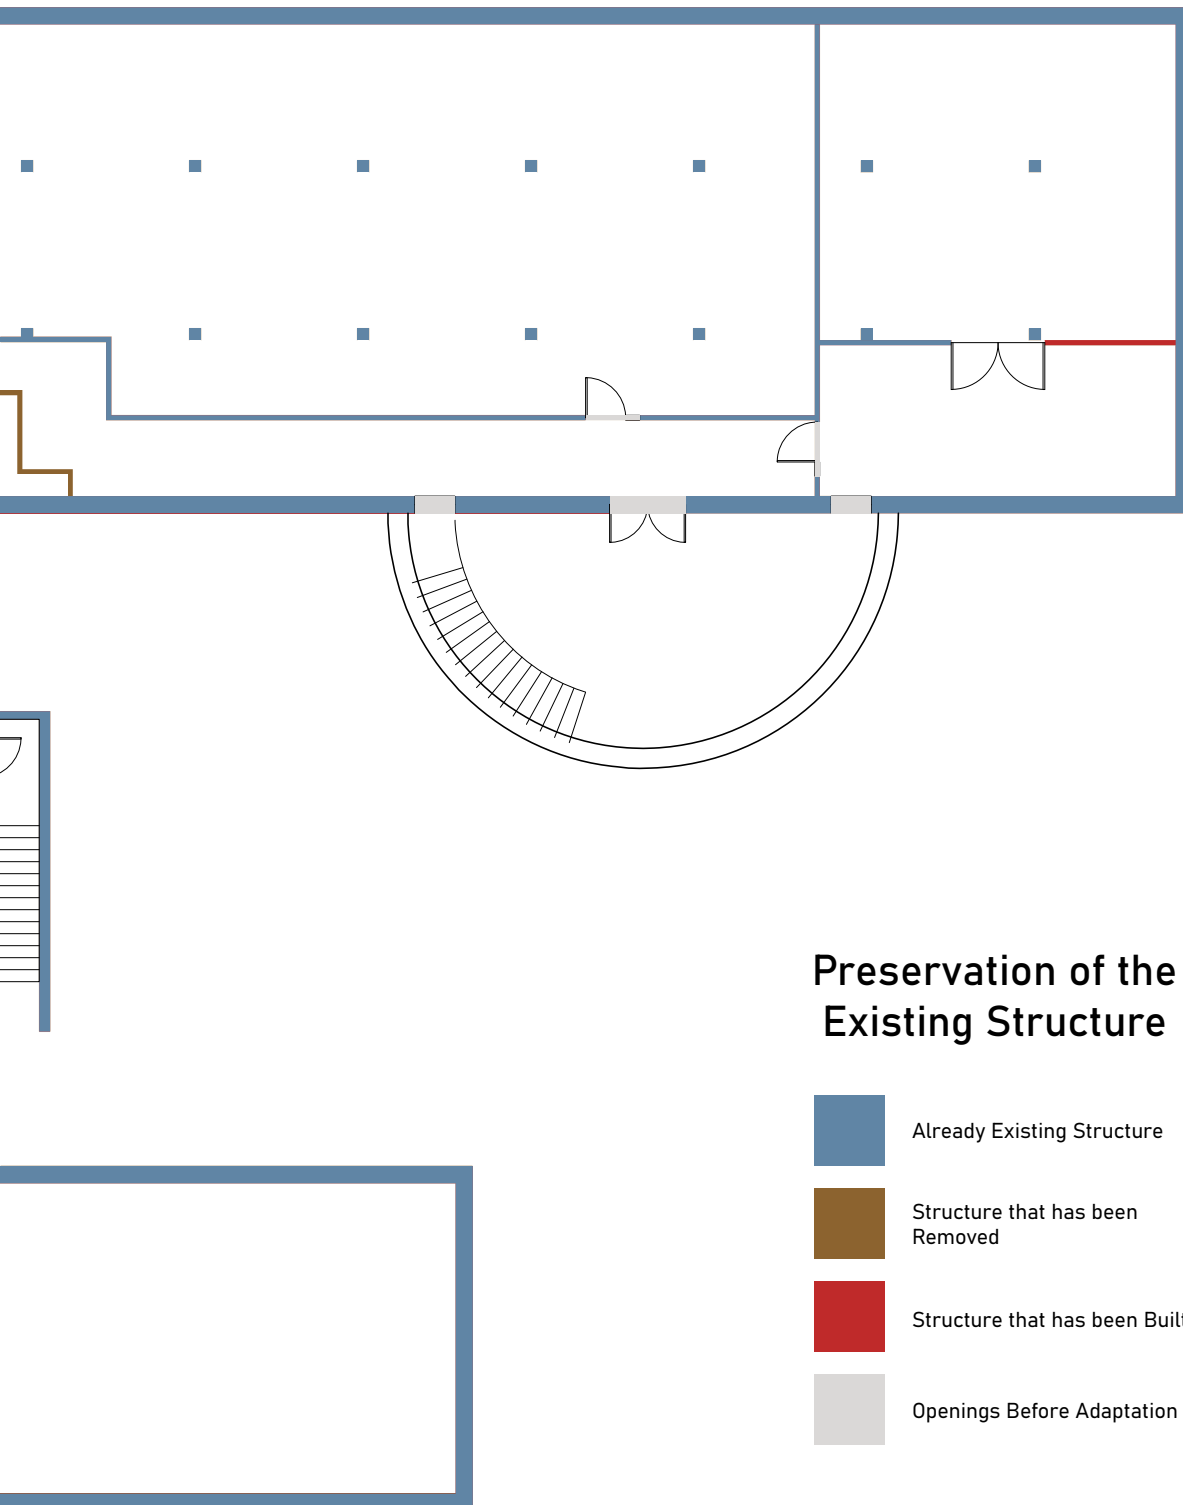 Preservation of the
Existing Structure
Already Existing Structure
Structure that has been
Removed
Structure that has been Built
Openings Before Adaptation